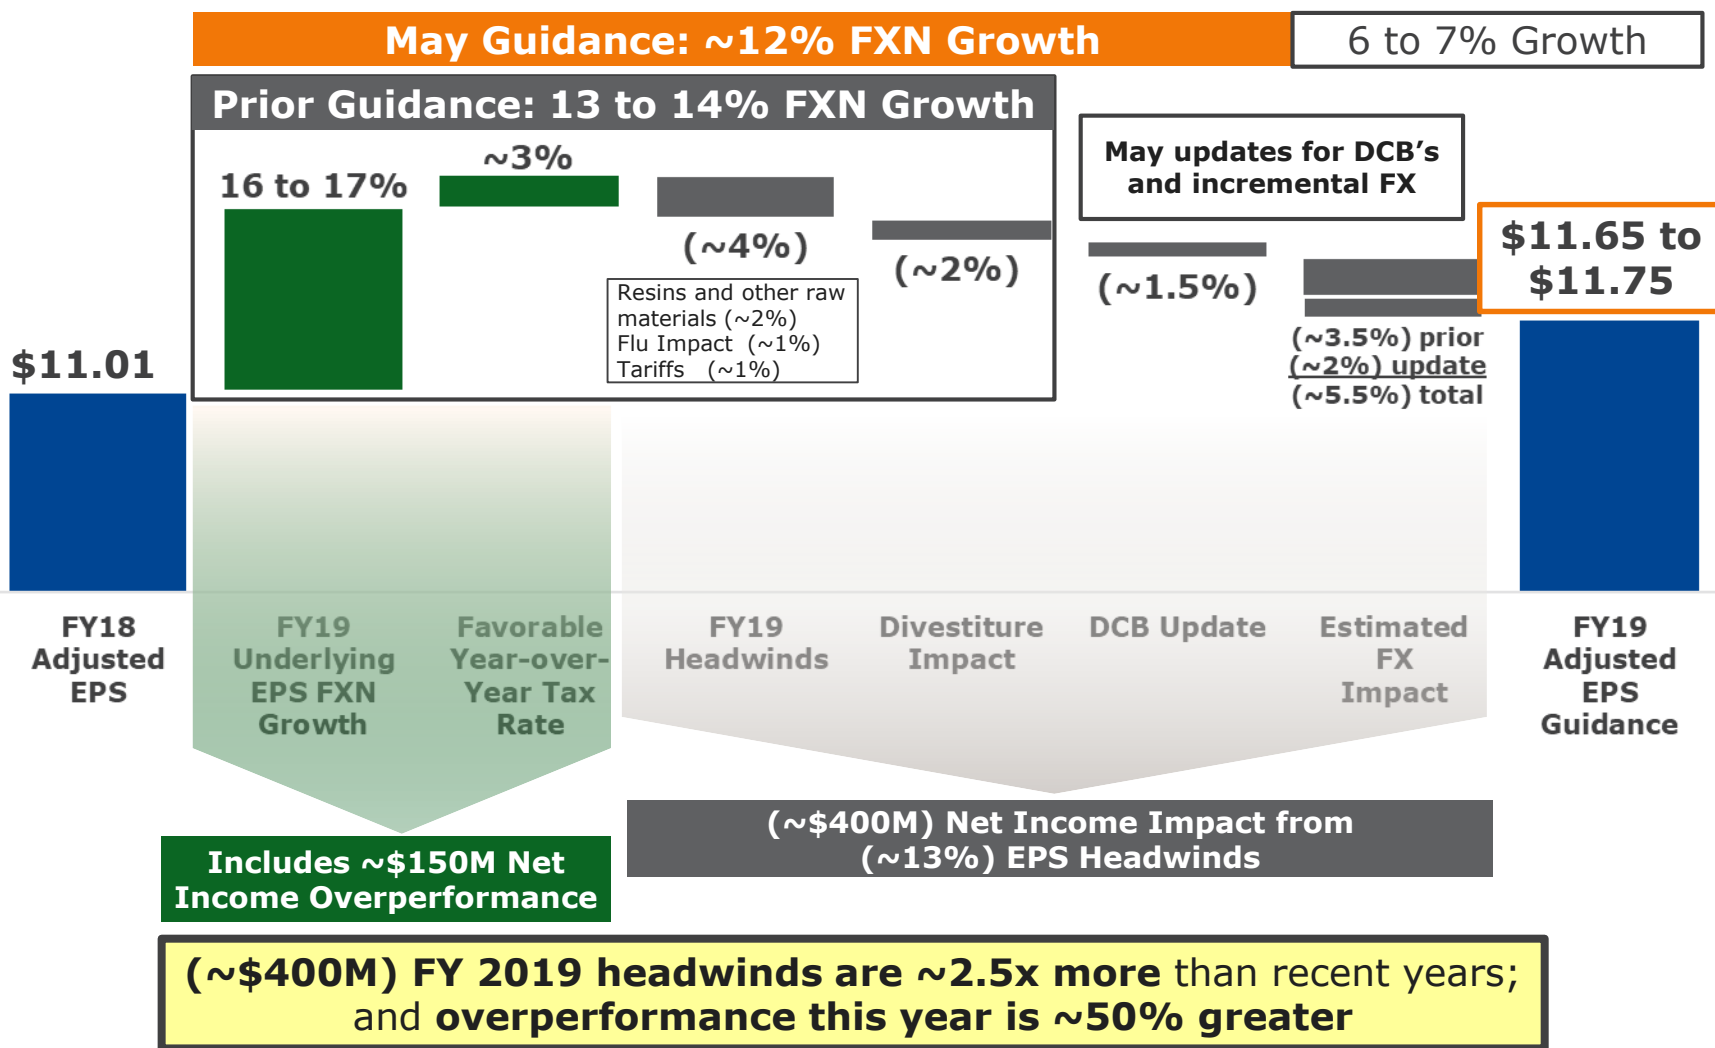 May Guidance: ~12% FXN Growth
6 to 7% Growth
Prior Guidance: 13 to 14% FXN Growth
16 to 17%
~3%
(~4%)
Resins and other raw
materials (~2%)
Flu Impact (~1%)
Tariffs (~1%)
(~2%)
May updates for DCB's
and incremental FX
(~1.5%)
(~3.5%) prior
(~2%) update
(~5.5%) total
$11.65 to
$11.75
$11.01
FY18
Adjusted
EPS
FY19
Underlying
EPS FXN
Growth
Favorable
Year-over-
Year Tax
Rate
FY19
Headwinds
Divestiture
Impact
DCB Update
Estimated
FX
Impact
FY19
Adjusted
EPS
Guidance
Includes ~$150M Net
Income Overperformance
(~$400M) Net Income Impact from
(~13%) EPS Headwinds
(~$400M) FY 2019 headwinds are ~2.5x more than recent years;
and overperformance this year is ~50% greater